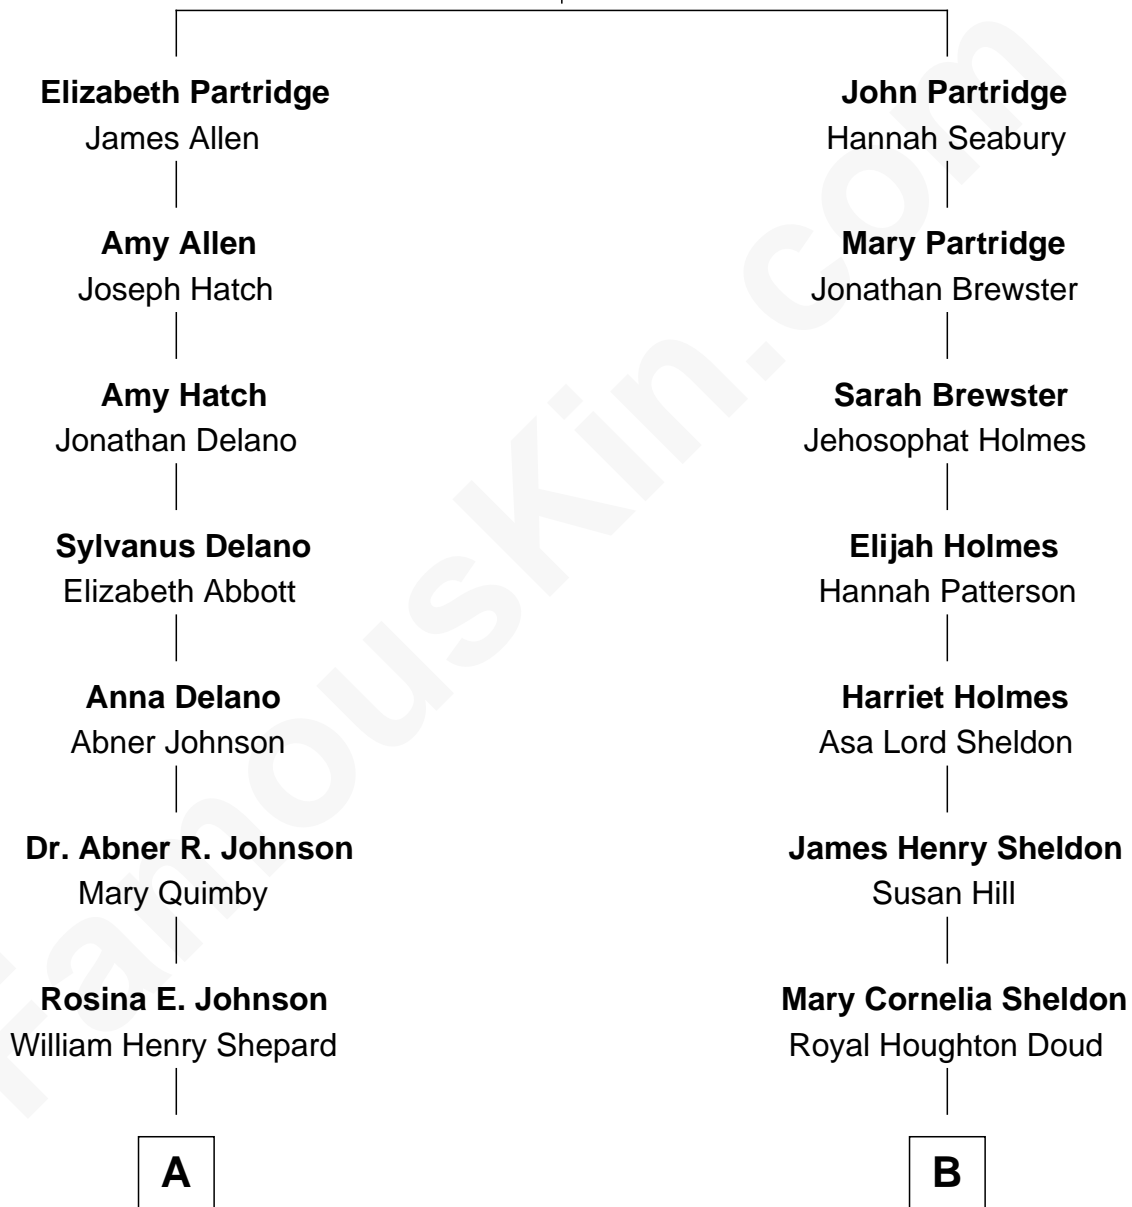 Elizabeth Partridge
James Allen
John Partridge
Hannah Seabury
Amy Allen
Joseph Hatch
Mary Partridge
Jonathan Brewster
Amy Hatch
Jonathan Delano
Sarah Brewster
Jehosophat Holmes
Sylvanus Delano
Elizabeth Abbott
Elijah Holmes
Hannah Patterson
Anna Delano
Abner Johnson
Harriet Holmes
Asa Lord Sheldon
Dr. Abner R. Johnson
Mary Quimby
James Henry Sheldon
Susan Hill
Rosina E. Johnson
William Henry Shepard
Mary Cornelia Sheldon
Royal Houghton Doud
A
B
FamousKin.com